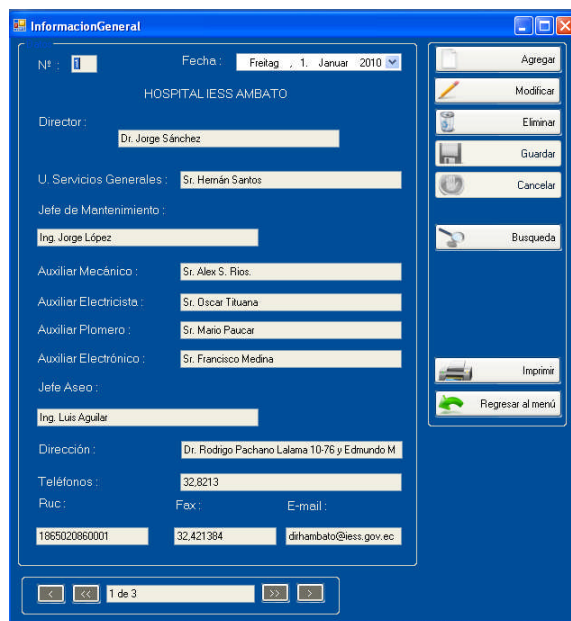 InformacionGeneral
Nº : 1 Fecha : Freitag , 1. Januar 2010
HOSPITAL IESS AMBATO
Director :
Dr. Jorge Sánchez
U. Servicios Generales : Sr. Hernán Santos
Jefe de Mantenimiento :
Ing. Jorge López
Auxiliar Mecánico : Sr. Alex S. Rios.
Auxiliar Electricista : Sr. Oscar Tituana
Auxiliar Plomero : Sr. Mario Paucar
Auxiliar Electrónico : Sr. Francisco Medina
Jefe Aseo :
Ing. Luis Aguilar
Dirección : Dr. Rodrigo Pachano Lalama 10-76 y Edmundo M
Teléfonos : 32,8213
Ruc : Fax : E-mail :
1865020860001 32,421384 dirhambato@iess.gov.ec
< << 1 de 3 >> >
Agregar
Modificar
Eliminar
Guardar
Cancelar
Busqueda
Imprimir
Regresar al menú